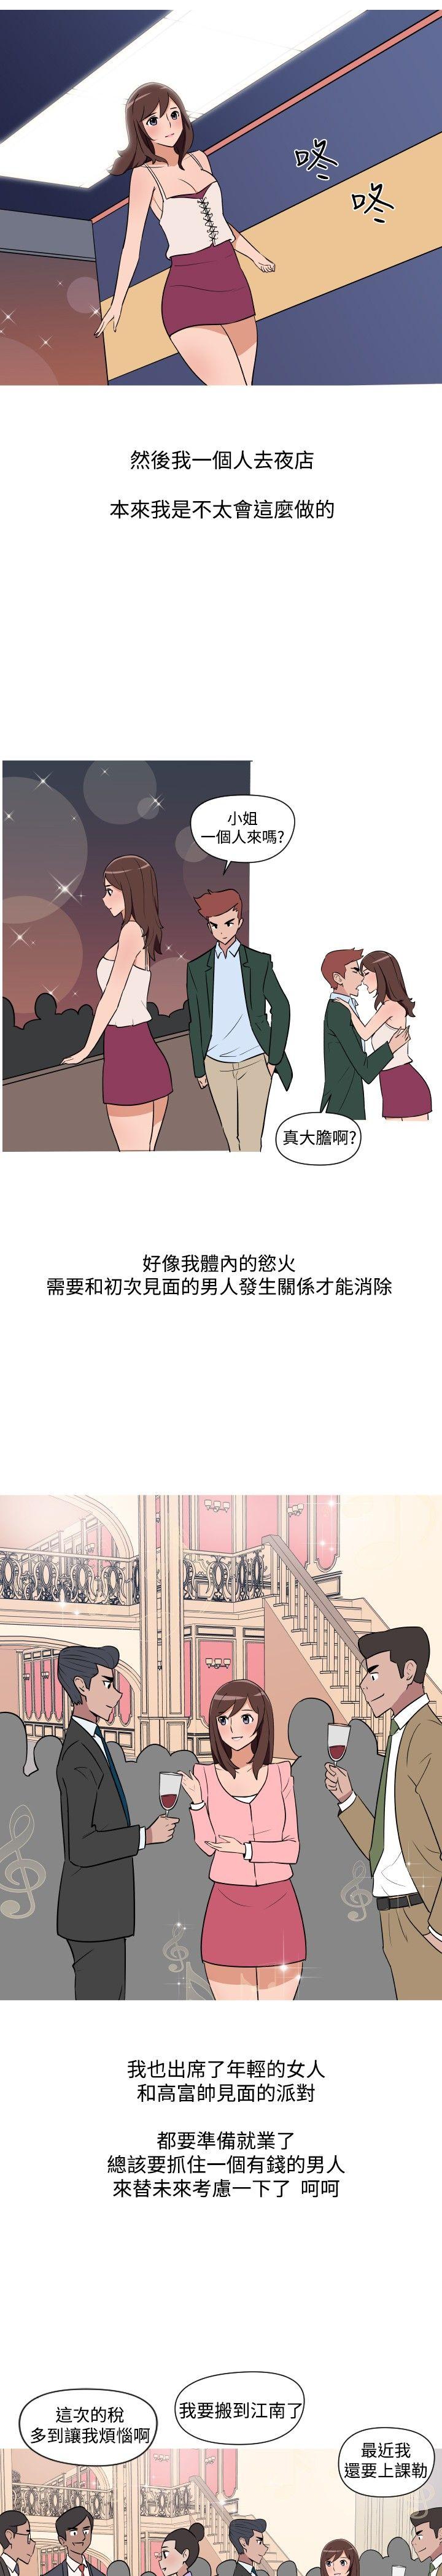 咚
咚
然後我一個人去夜店
本來我是不太會這麼做的
小姐
一個人來嗎?
真大膽啊?
好像我體內的慾火
需要和初次見面的男人發生關係才能消除
我也出席了年輕的女人
和高富帥見面的派對
都要準備就業了
總該要抓住一個有錢的男人
來替未來考慮一下了 呵呵
這次的稅
多到讓我煩惱啊
我要搬到江南了
最近我
還要上課勒